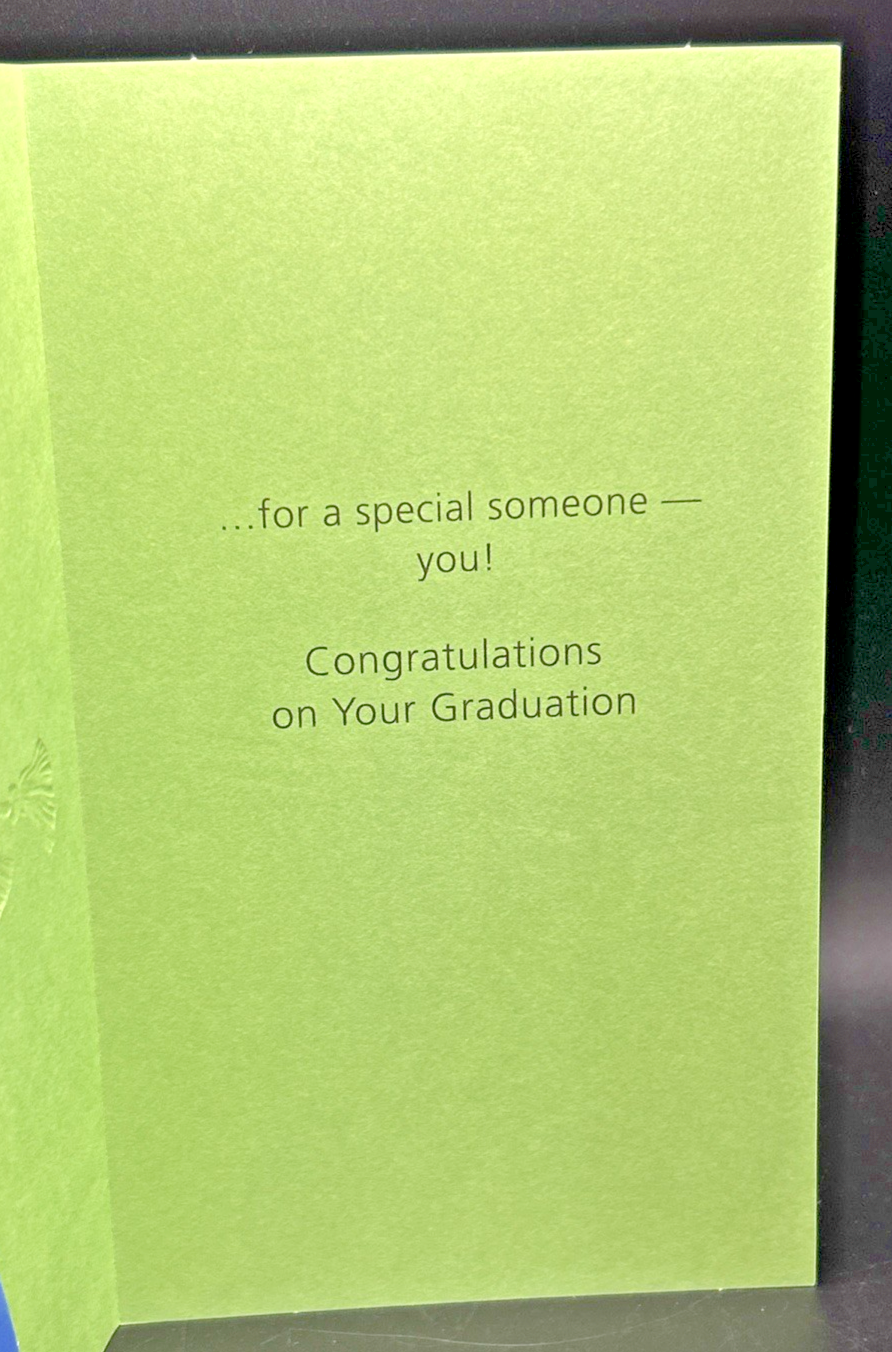 ...for a special someone —
you!
Congratulations
on Your Graduation